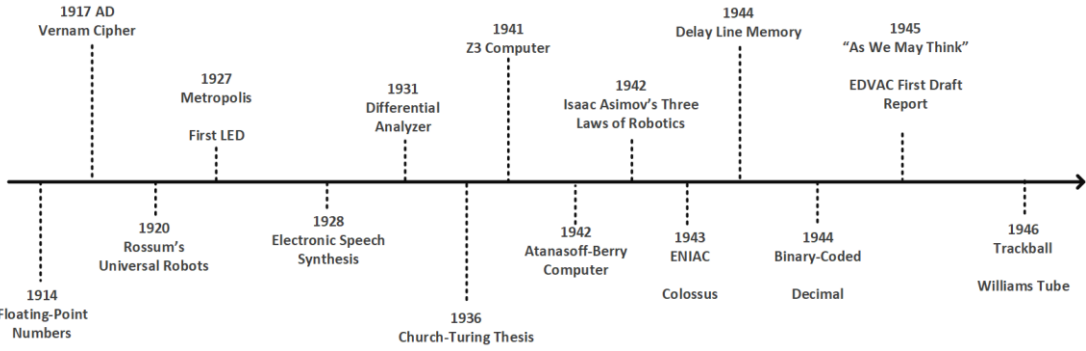 1917 AD
Vernam Cipher
1927
Metropolis
First LED
1931
Differential
Analyzer
1941
Z3 Computer
1942
Isaac Asimov's Three
Laws of Robotics
1944
Delay Line Memory
1945
“As We May Think”
EDVAC First Draft
Report
1914
Floating-Point
Numbers
1920
Rossum's
Universal Robots
1928
Electronic Speech
Synthesis
1936
Church-Turing Thesis
1942
Atanasoff-Berry
Computer
1943
ENIAC
Colossus
1944
Binary-Coded
Decimal
1946
Trackball
Williams Tube